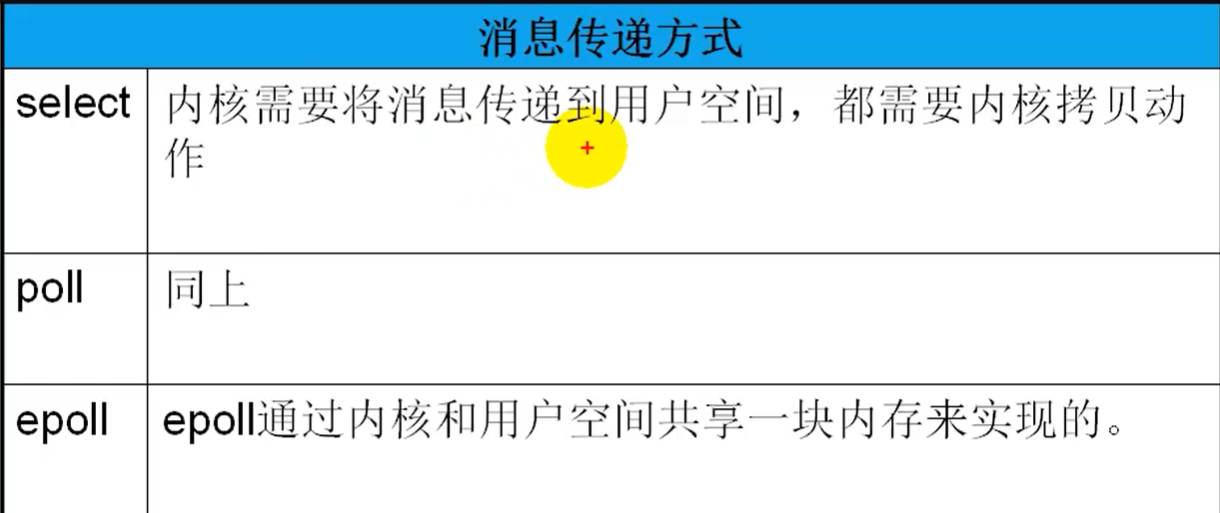 消息传递方式
select 内核需要将消息传递到用户空间，都需要内核拷贝动
作
poll 同上
epoll epoll通过内核和用户空间共享一块内存来实现的。